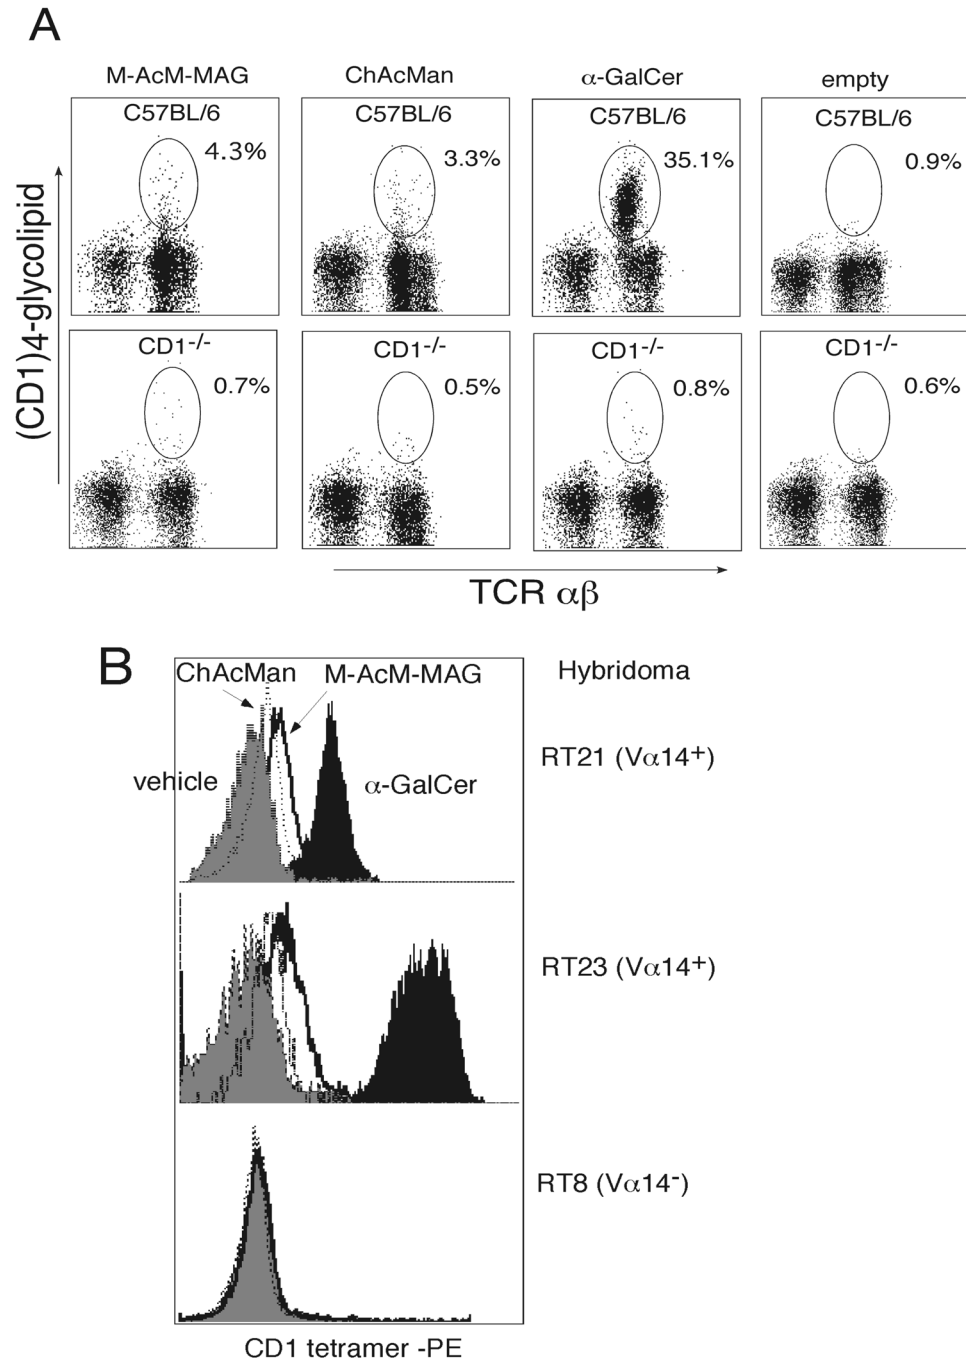 A
M-AcM-MAG ChAcMan α-GalCer empty
C57BL/6 C57BL/6 C57BL/6 C57BL/6
4.3% 3.3% 35.1% 0.9%
(CD1)4-glycolipid
CD1-/- CD1-/- CD1-/- CD1-/-
0.7% 0.5% 0.8% 0.6%
TCR αβ
B
ChAcMan M-AcM-MAG Hybridoma
RT21 (Vα14+)
vehicle α-GalCer
RT23 (Vα14+)
RT8 (Vα14-)
CD1 tetramer -PE